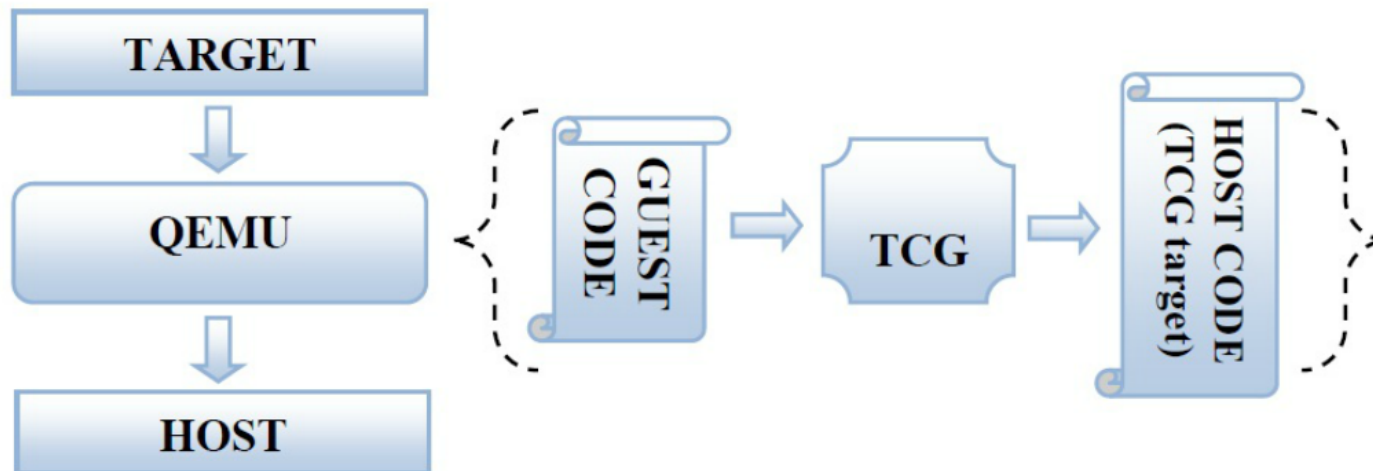 TARGET
QEMU
HOST
GUEST
CODE
TCG
HOST CODE
(TCG target)